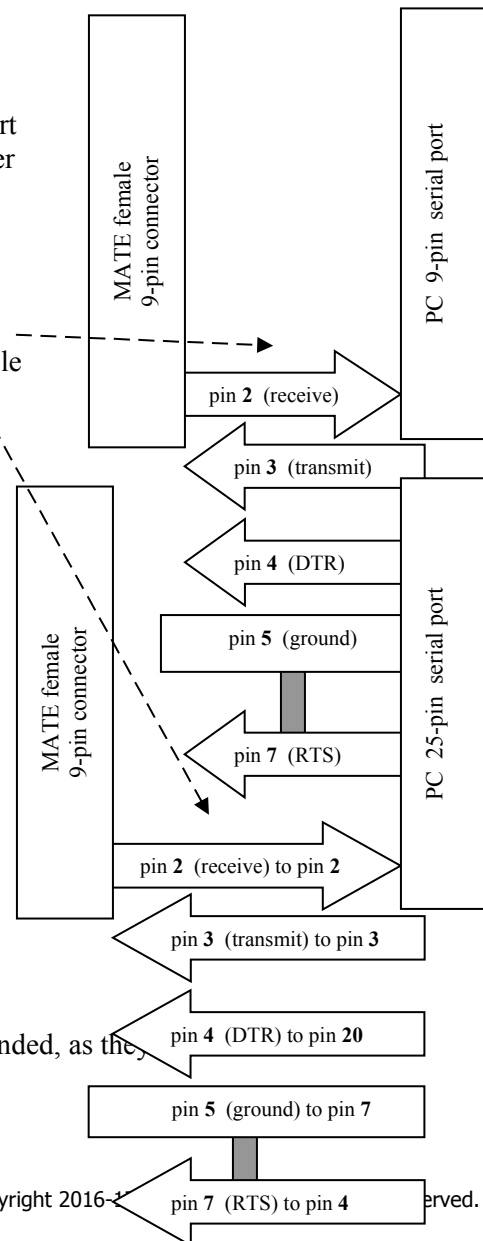 rt
er
MATE female
9-pin connector
PC 9-pin serial port
le
pin 2 (receive)
pin 3 (transmit)
pin 4 (DTR)
pin 5 (ground)
pin 7 (RTS)
MATE female
9-pin connector
PC 25-pin serial port
pin 2 (receive) to pin 2
pin 3 (transmit) to pin 3
pin 4 (DTR) to pin 20
nded, as they
pin 5 (ground) to pin 7
pin 7 (RTS) to pin 4
yright 2016-1
erved.